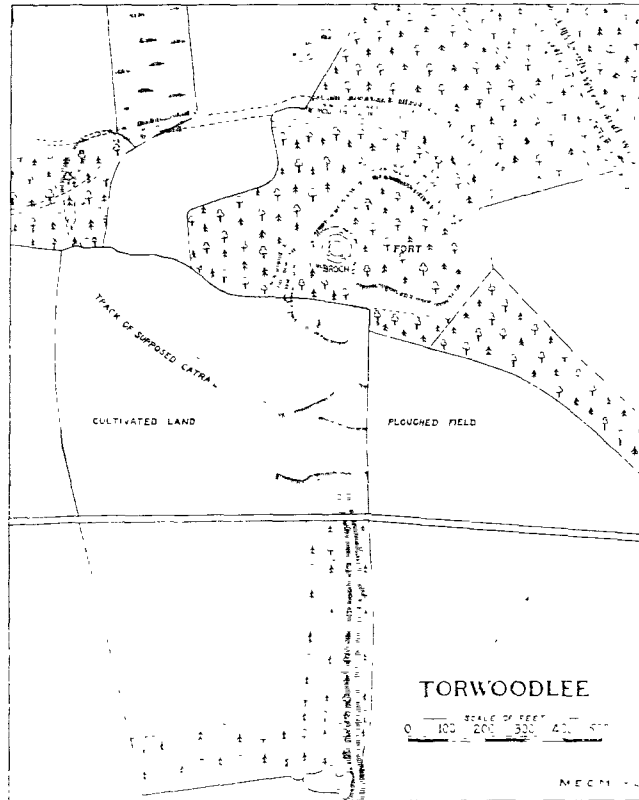 FORT
BROCH
TRACK OF SUPPOSED CATRAIL
CULTIVATED LAND
PLOUGHED FIELD
TORWOODLEE
SCALE OF FEET
0 100 200 300 400 500